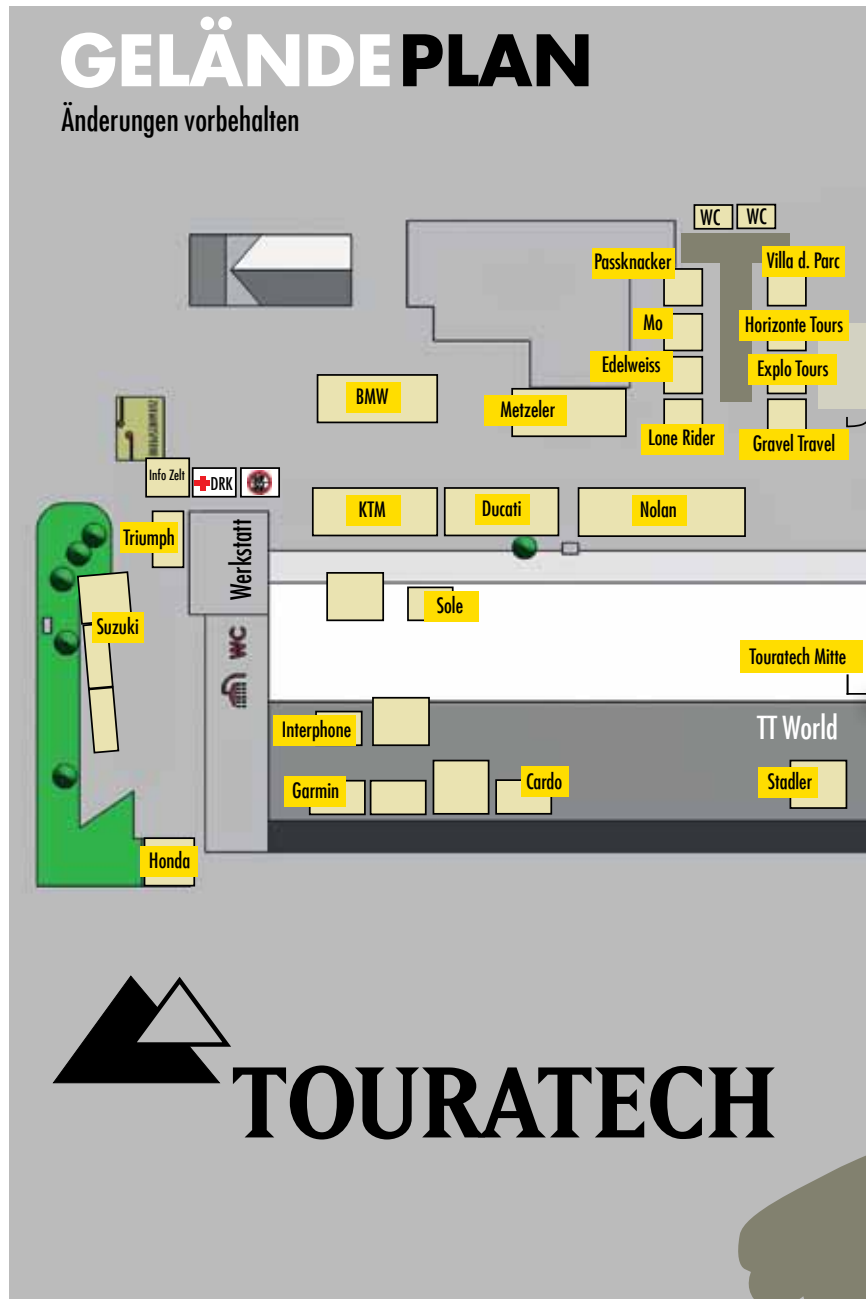 GELÄNDEPLAN
Änderungen vorbehalten
WC WC
Passknacker
Villa d. Parc
Mo
Horizonte Tours
Edelweiss
Explo Tours
BMW
Metzeler
Lone Rider
Gravel Travel
Info Zelt
DRK
KTM
Ducati
Nolan
Triumph
Werkstatt
Sole
Suzuki
WC
Touratech Mitte
Interphone
TT World
Garmin
Cardo
Stadler
Honda
TOURATECH